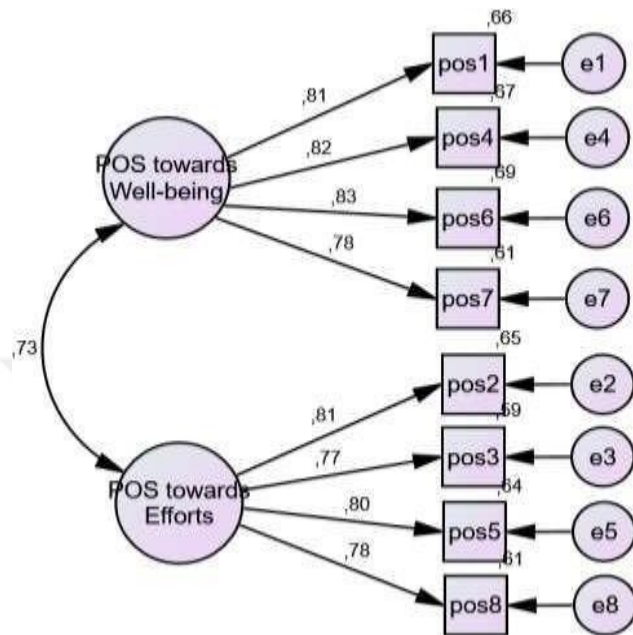 ,66
pos1
e1
,81
,67
pos4
e4
,82
,69
POS towards
Well-being
pos6
e6
,83
,61
pos7
e7
,78
,73
,65
pos2
e2
,81
,59
pos3
e3
,77
,64
POS towards
Efforts
pos5
e5
,80
,61
pos8
e8
,78